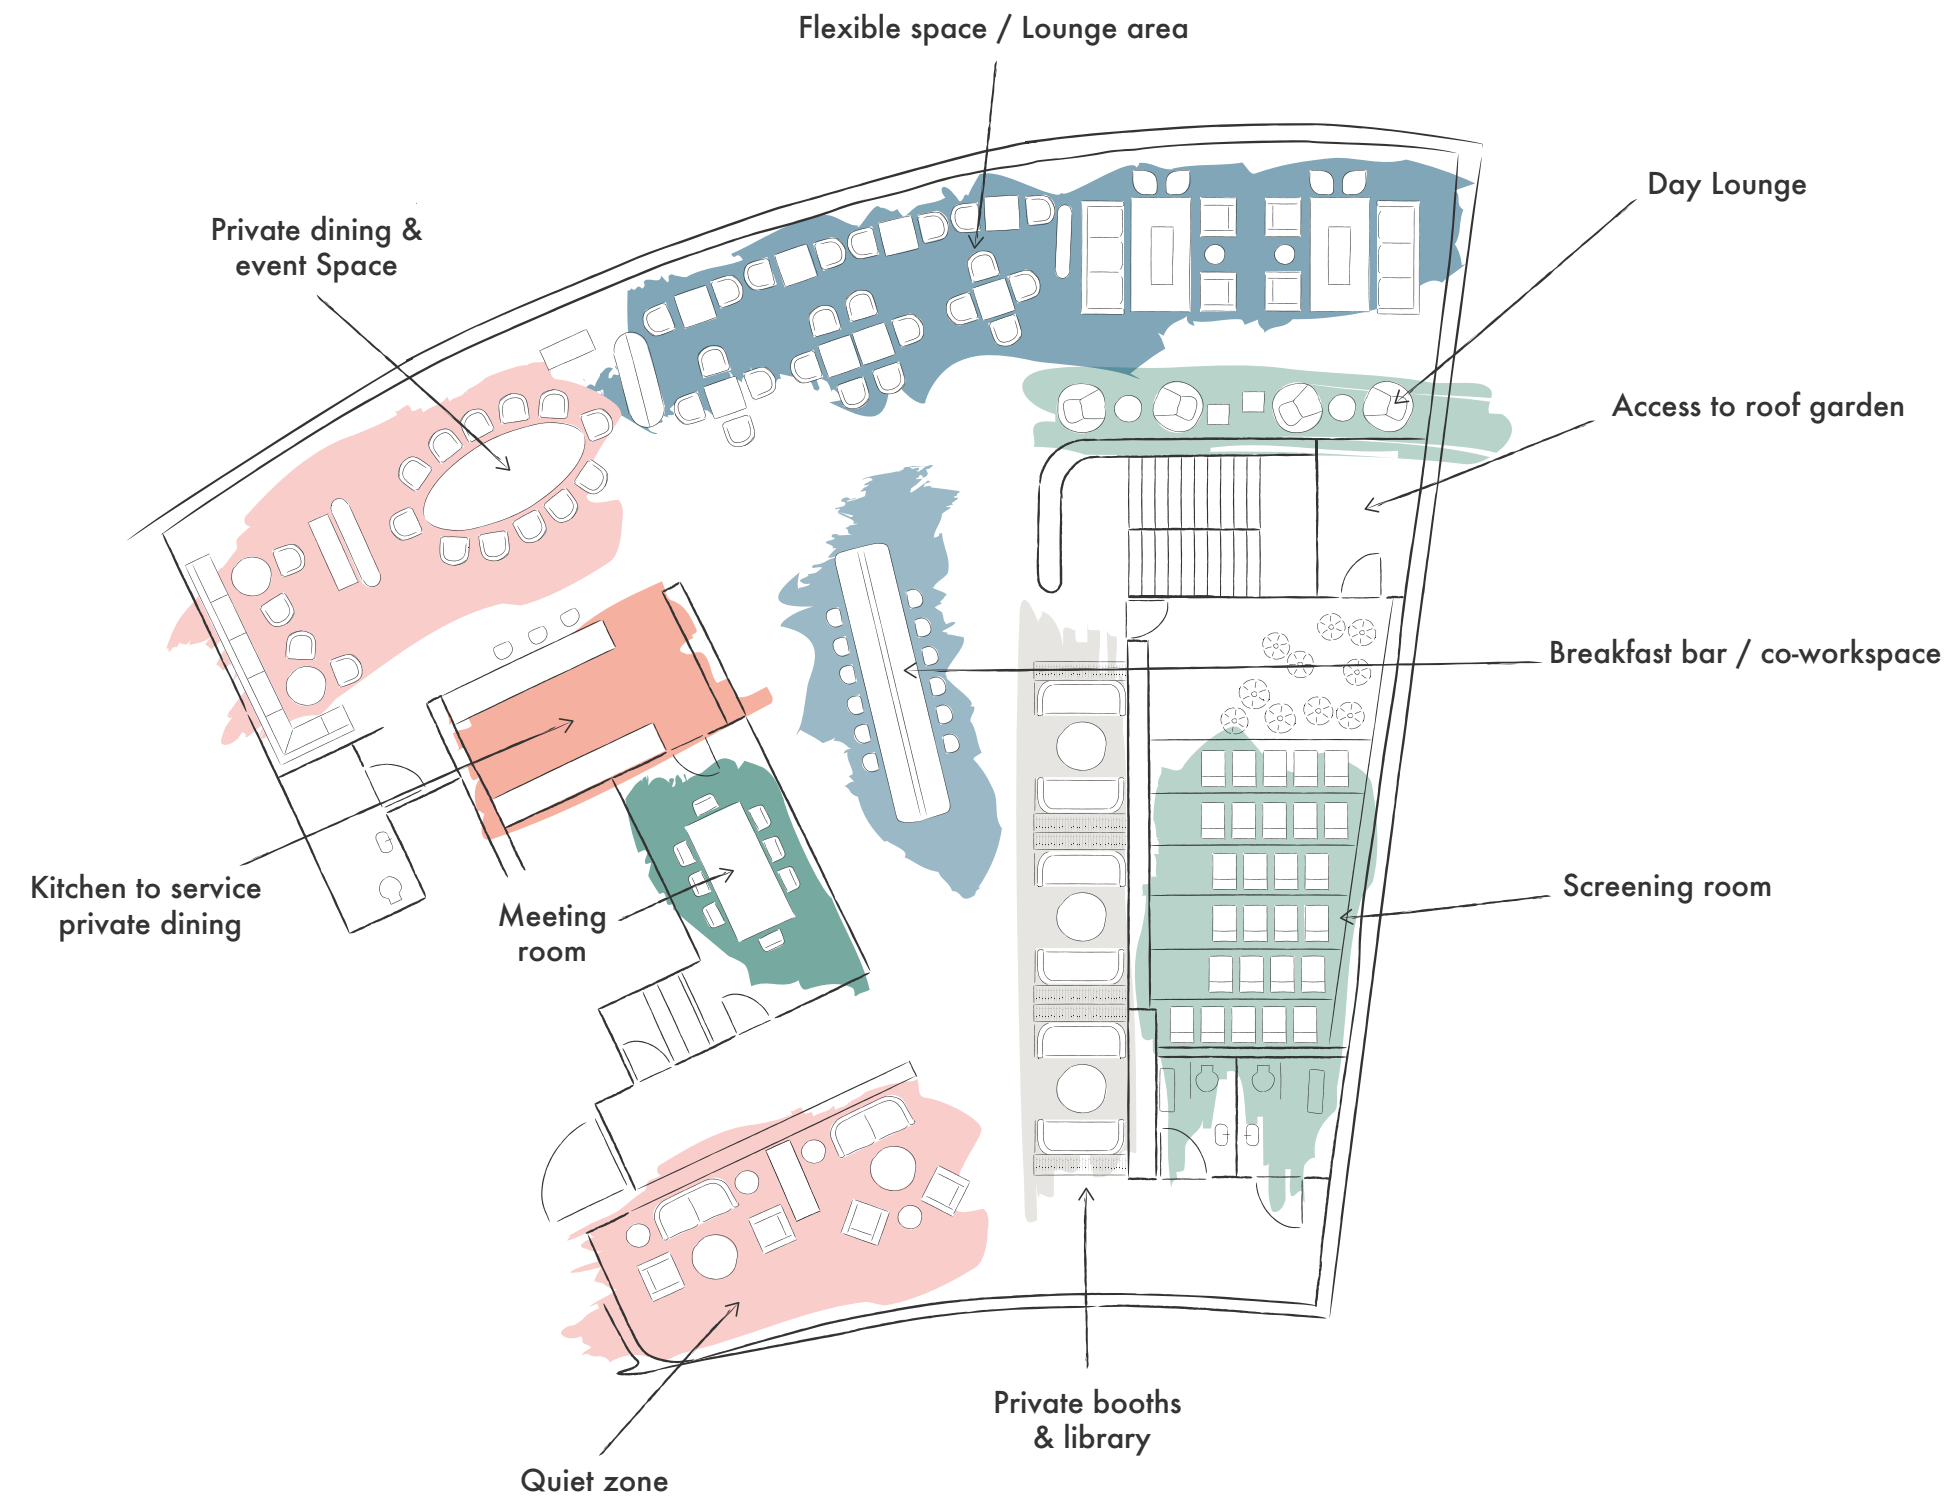 Flexible space / Lounge area
Day Lounge
Private dining &
event Space
Access to roof garden
Breakfast bar / co-workspace
Kitchen to service
private dining
Meeting
room
Screening room
Private booths
& library
Quiet zone